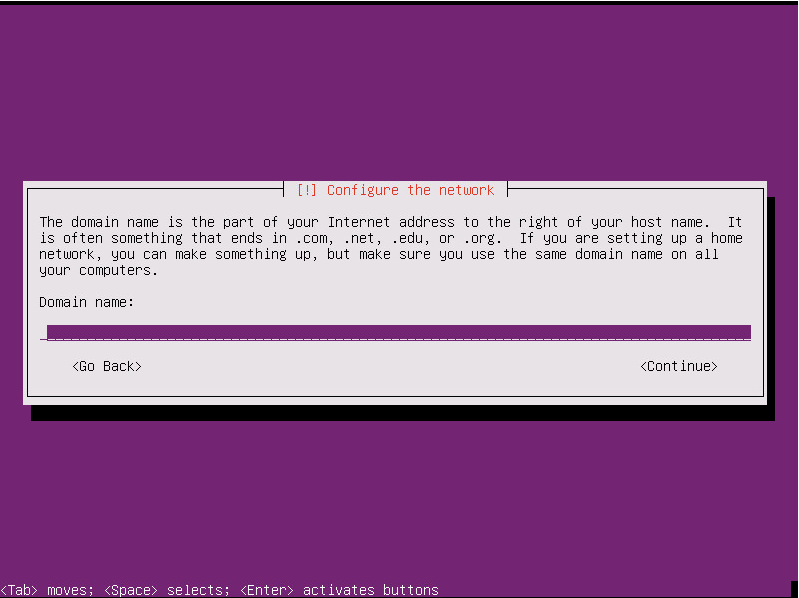 [!] Configure the network
The domain name is the part of your Internet address to the right of your host name.  It
is often something that ends in .com, .net, .edu, or .org.  If you are setting up a home
network, you can make something up, but make sure you use the same domain name on all
your computers.
Domain name:
<Go Back> <Continue>
<Tab> moves; <Space> selects; <Enter> activates buttons